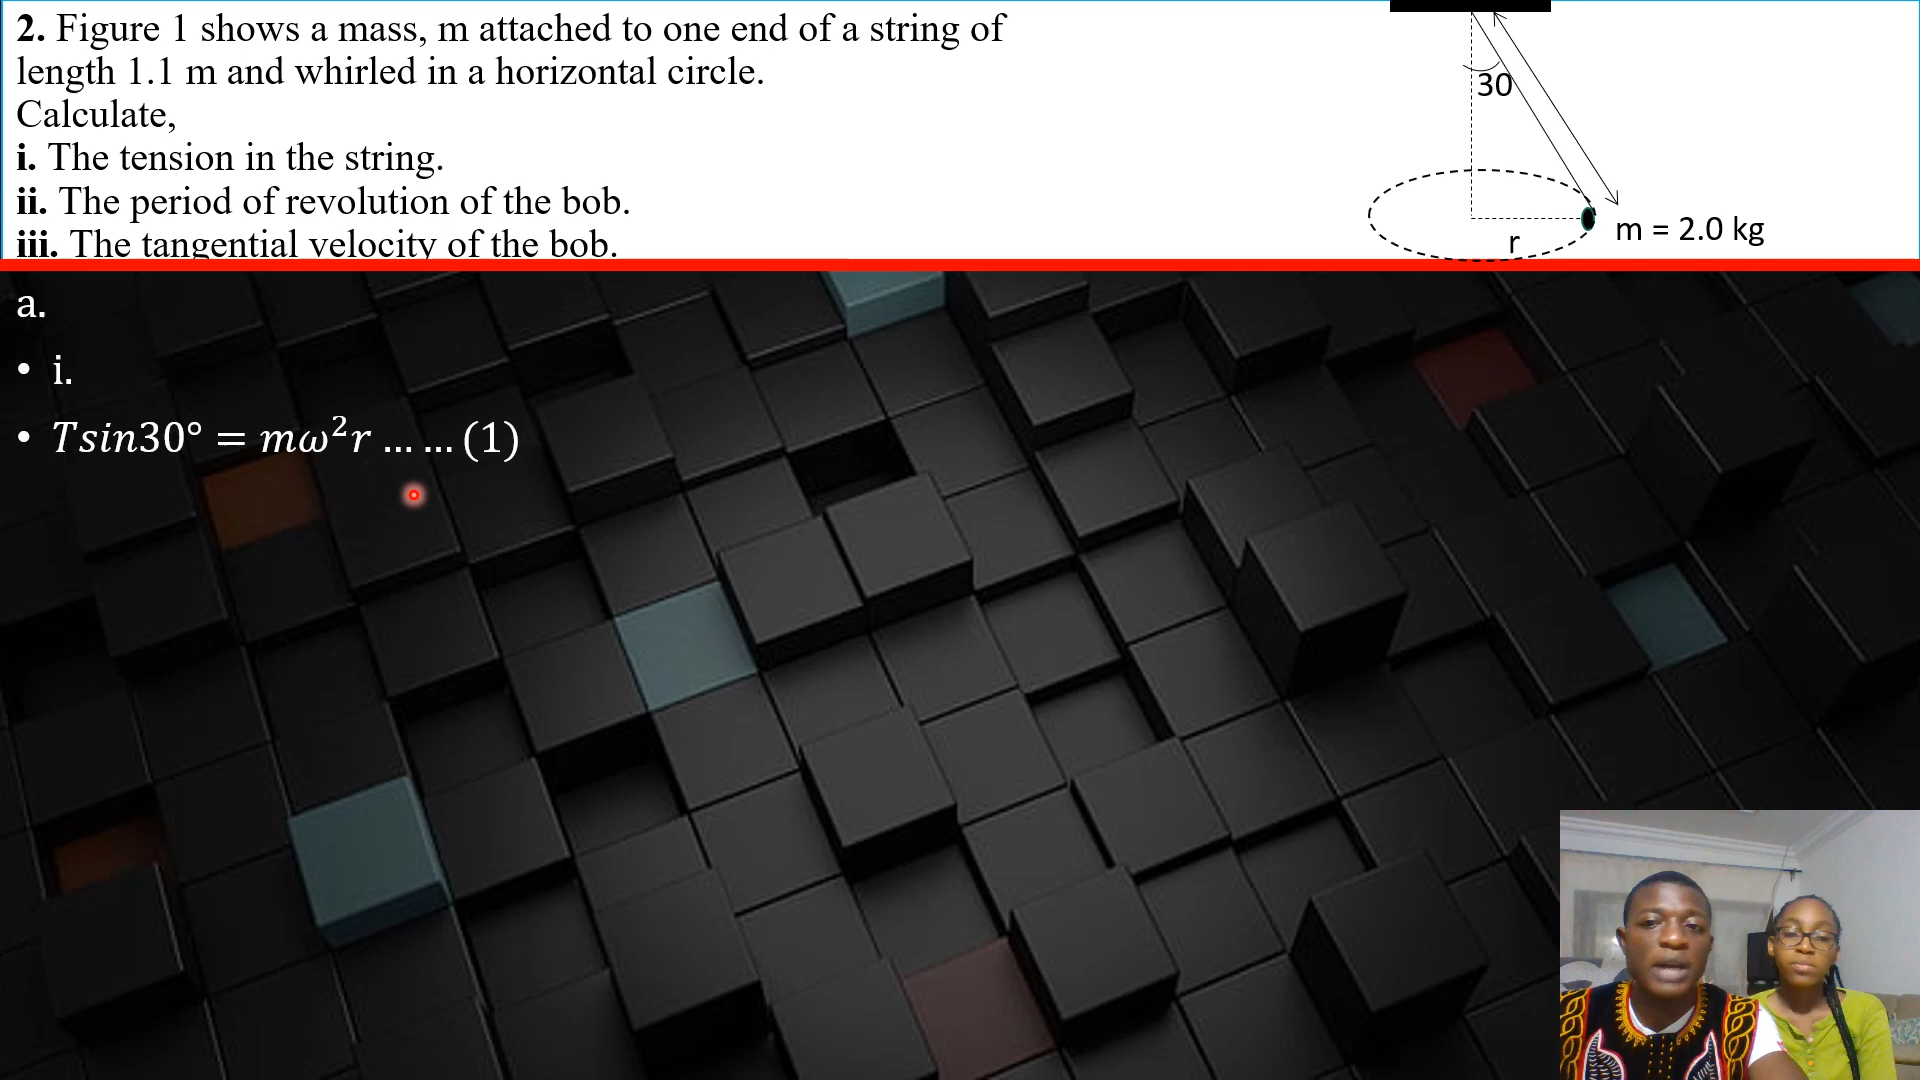 2. Figure 1 shows a mass, m attached to one end of a string of
length 1.1 m and whirled in a horizontal circle.
Calculate,
i. The tension in the string.
ii. The period of revolution of the bob.
iii. The tangential velocity of the bob.
30
r
m = 2.0 kg
a.
• i.
• Tsin30° = mω²r … … (1)